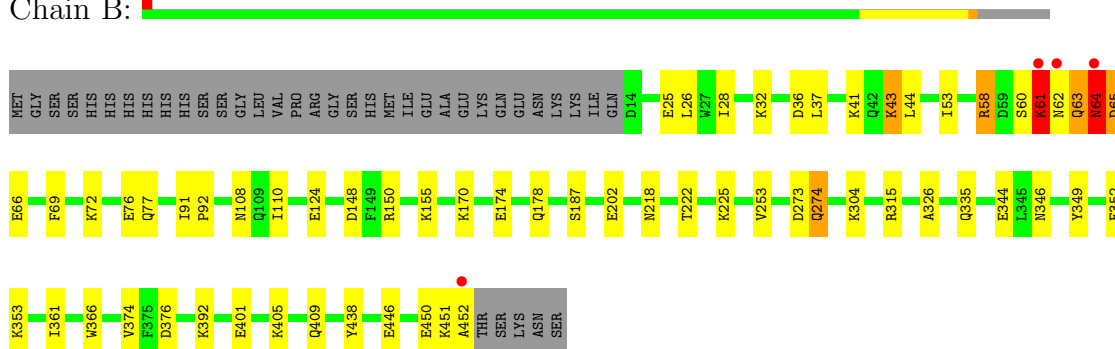 Chain B:
MET GLY SER SER HIS HIS HIS HIS HIS HIS SER SER GLY LEU VAL PRO ARG GLY SER HIS MET ILE GLU ALA GLU LYS GLN GLU ASN LYS LYS ILE GLN D14 E25 L26 W27 I28 K32 D36 L37 K41 Q42 K43 L44 I53 R58 D59 S60 K61 N62 Q63 N64 D65
E66 F69 K72 E76 Q77 I91 P92 N108 Q109 I110 E124 D148 F149 R150 K155 K170 E174 Q178 S187 E202 N218 T222 K225 V253 D273 Q274 K304 R315 A326 Q335 E344 L345 N346 Y349
K353 I361 W366 V374 F375 D376 K392 E401 K405 Q409 Y438 E446 E450 K451 A452 THR SER LYS ASN SER